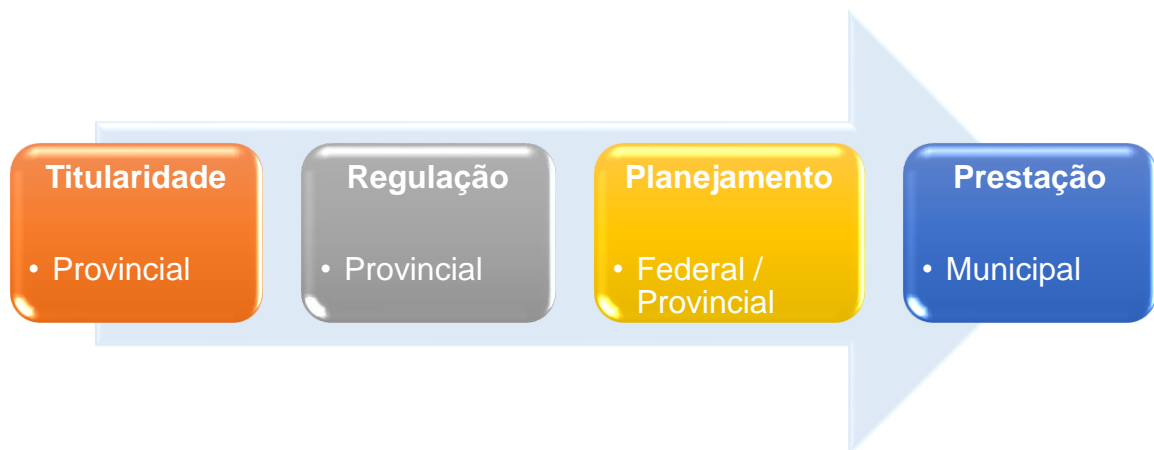 Titularidade
• Provincial
Regulação
• Provincial
Planejamento
• Federal /
Provincial
Prestação
• Municipal